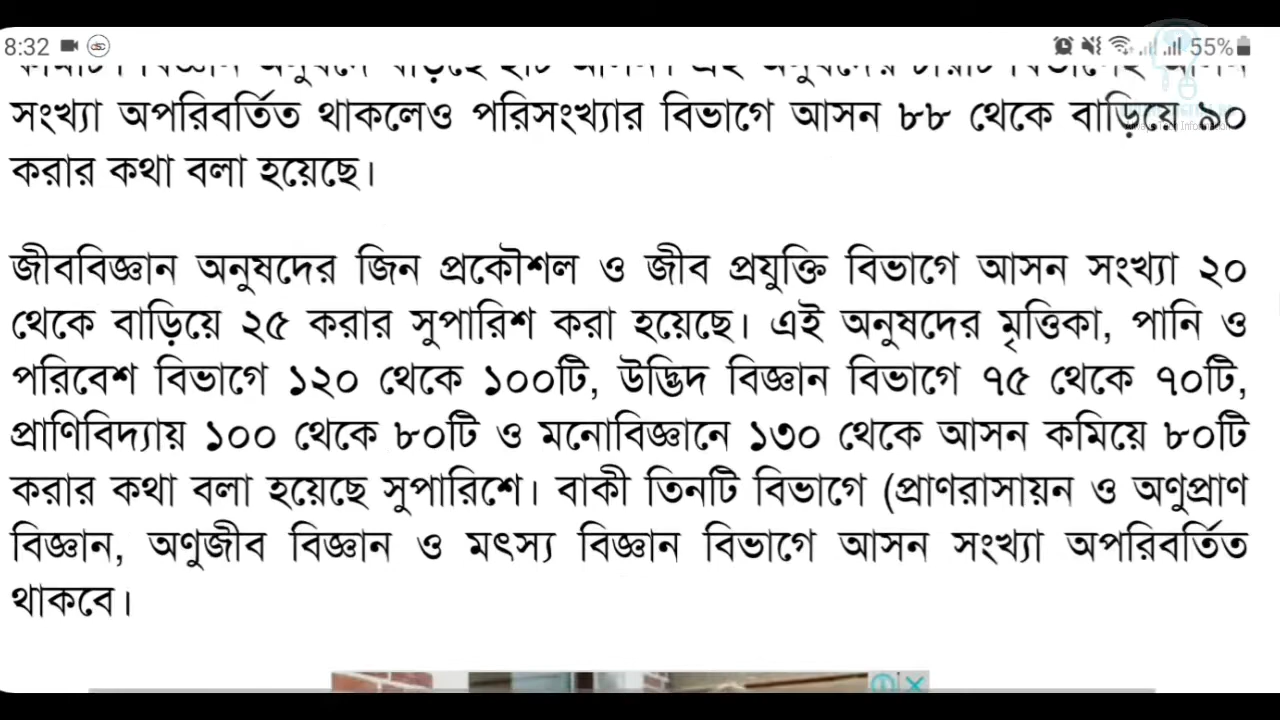 8:32 55%
সংখ্যা অপরিবর্তিত থাকলেও পরিসংখ্যার বিভাগে আসন ৮৮ থেকে বাড়িয়ে ৯০
করার কথা বলা হয়েছে।
জীববিজ্ঞান অনুষদের জিন প্রকৌশল ও জীব প্রযুক্তি বিভাগে আসন সংখ্যা ২০
থেকে বাড়িয়ে ২৫ করার সুপারিশ করা হয়েছে। এই অনুষদের মৃত্তিকা, পানি ও
পরিবেশ বিভাগে ১২০ থেকে ১০০টি, উদ্ভিদ বিজ্ঞান বিভাগে ৭৫ থেকে ৭০টি,
প্রাণিবিদ্যায় ১০০ থেকে ৮০টি ও মনোবিজ্ঞানে ১৩০ থেকে আসন কমিয়ে ৮০টি
করার কথা বলা হয়েছে সুপারিশে। বাকী তিনটি বিভাগে (প্রাণরাসায়ন ও অণুপ্রাণ
বিজ্ঞান, অণুজীব বিজ্ঞান ও মৎস্য বিজ্ঞান বিভাগে আসন সংখ্যা অপরিবর্তিত
থাকবে।